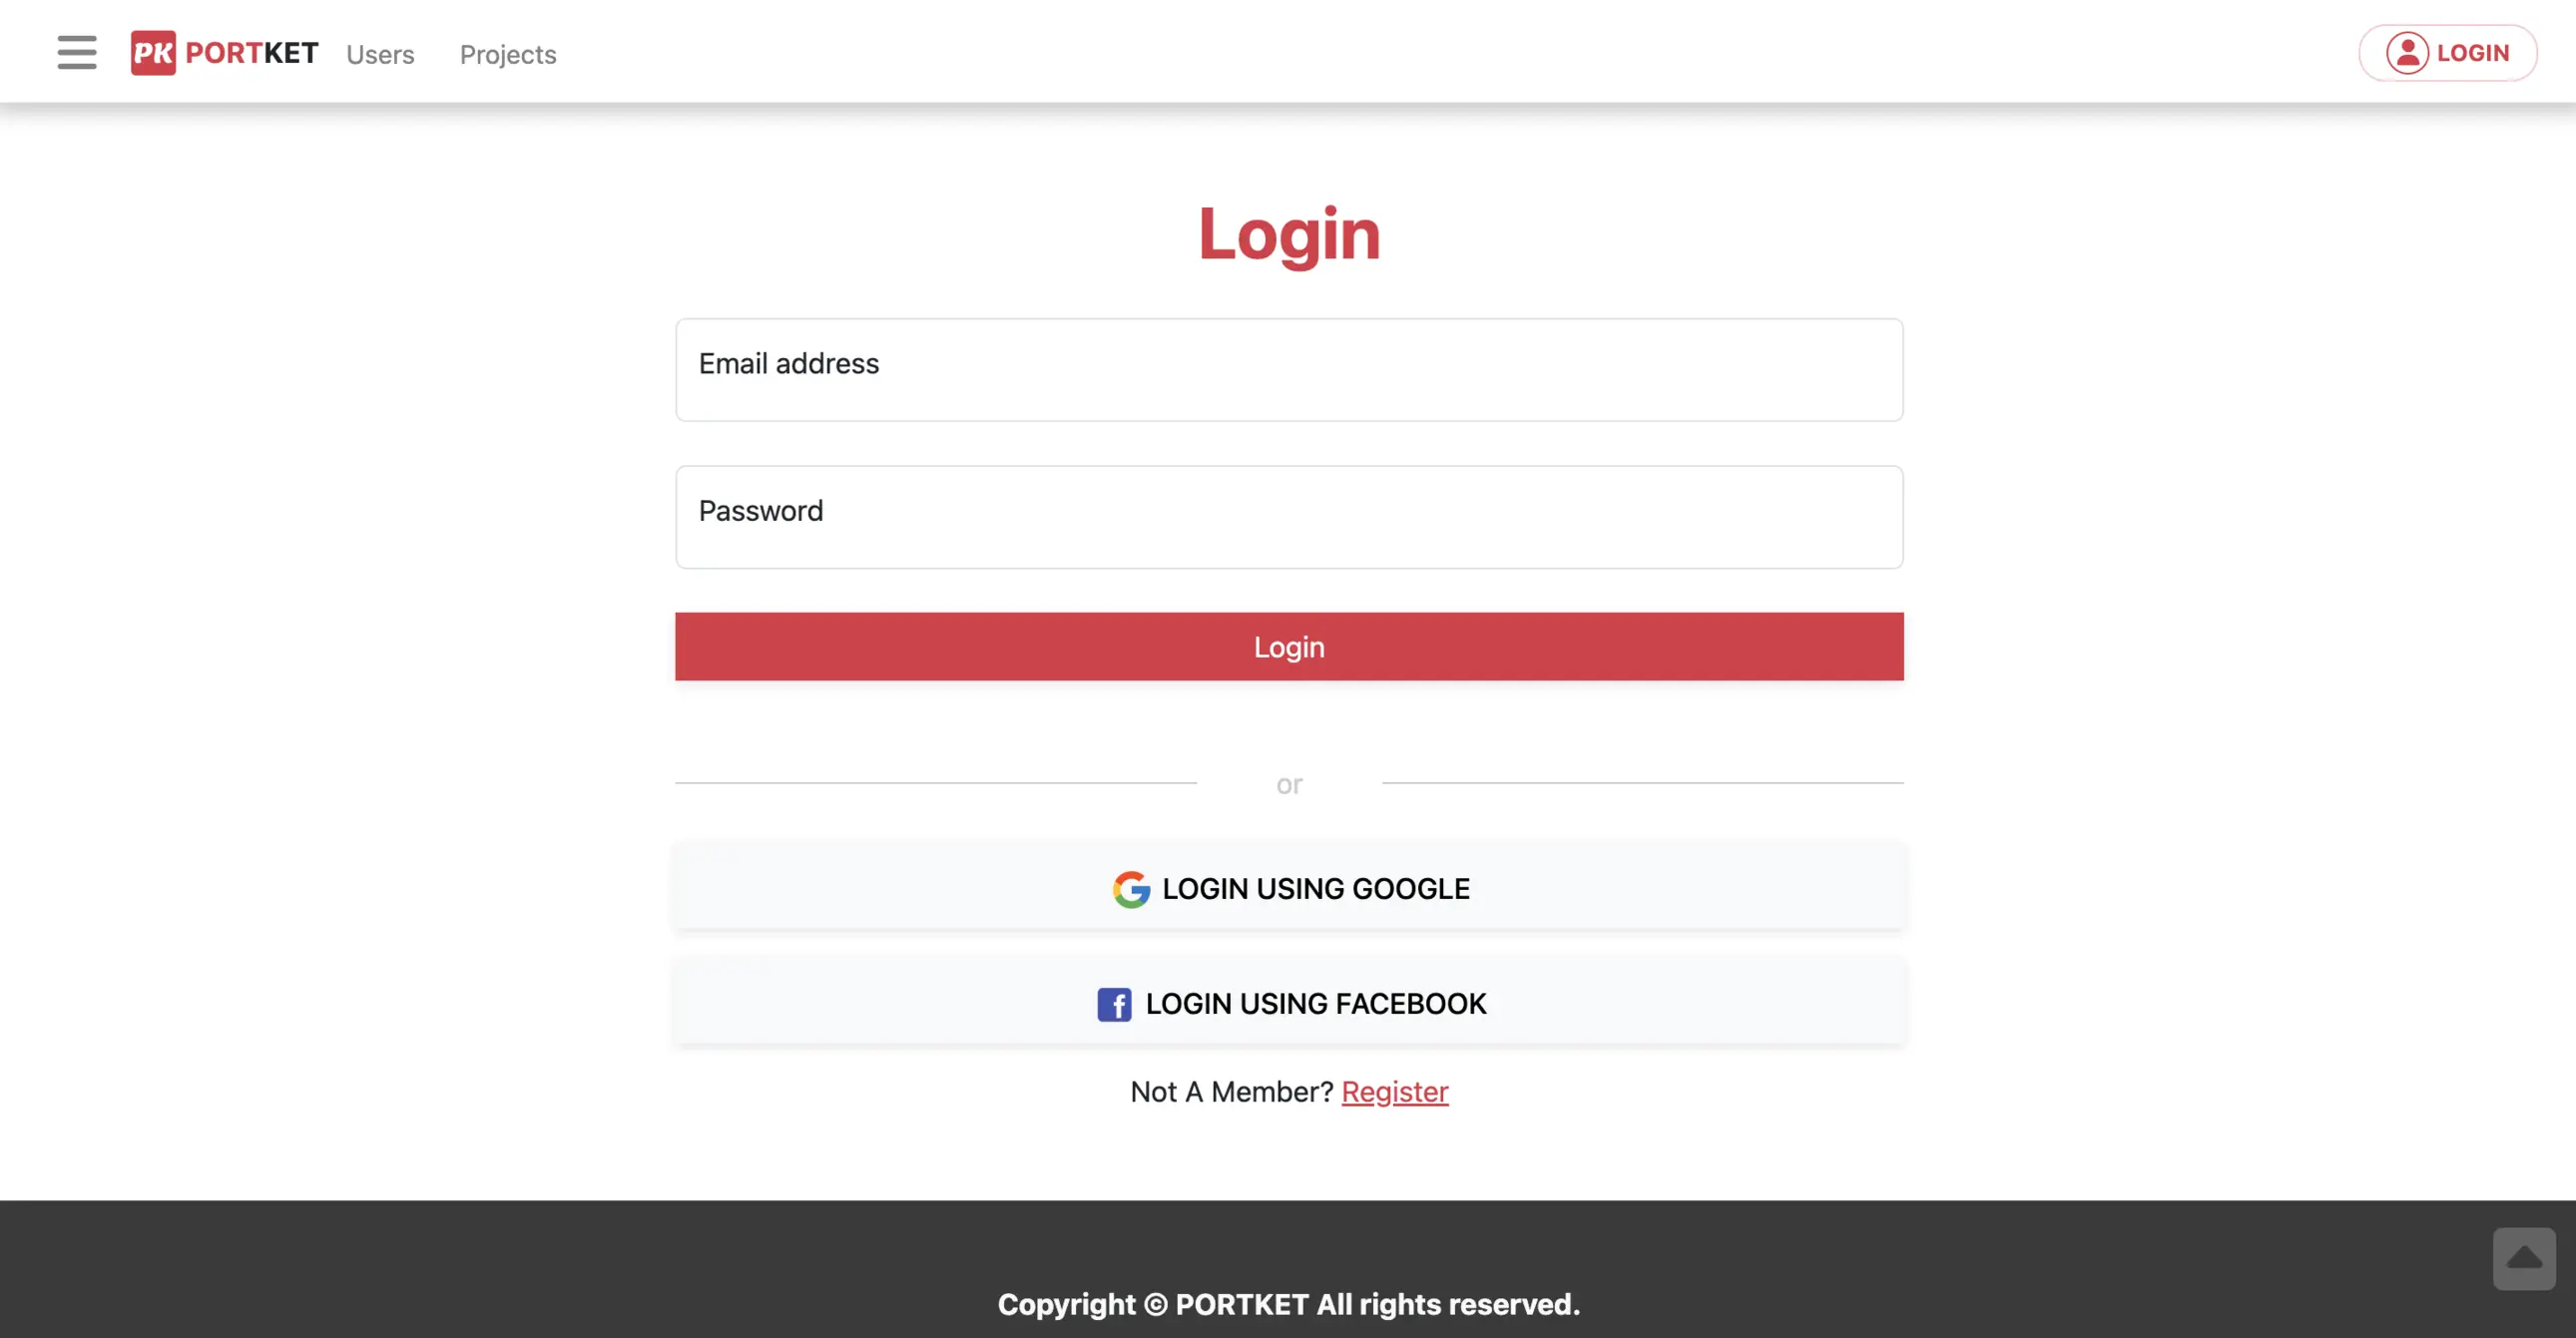 PK PORTKET Users Projects LOGIN
Login
Email address
Password
Login
or
LOGIN USING GOOGLE
f LOGIN USING FACEBOOK
Not A Member? Register
Copyright © PORTKET All rights reserved.